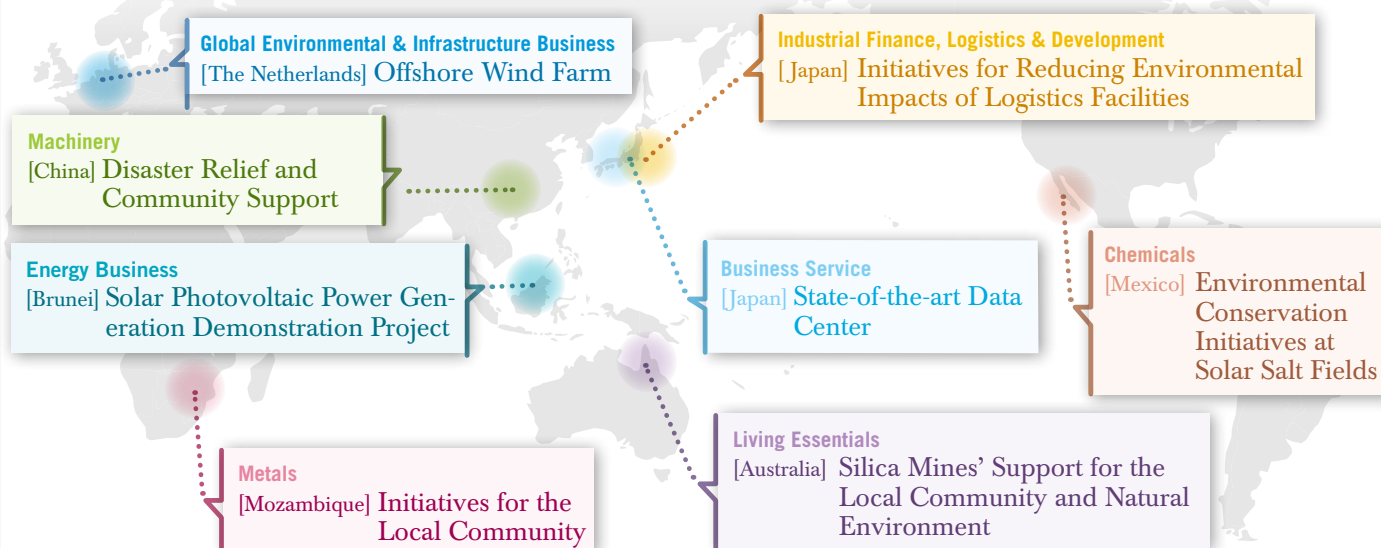 Global Environmental & Infrastructure Business
[The Netherlands] Offshore Wind Farm
Industrial Finance, Logistics & Development
[Japan] Initiatives for Reducing Environmental
Impacts of Logistics Facilities
Machinery
[China] Disaster Relief and
Community Support
Energy Business
[Brunei] Solar Photovoltaic Power Gen-
eration Demonstration Project
Business Service
[Japan] State-of-the-art Data
Center
Chemicals
[Mexico] Environmental
Conservation
Initiatives at
Solar Salt Fields
Metals
[Mozambique] Initiatives for the
Local Community
Living Essentials
[Australia] Silica Mines’ Support for the
Local Community and Natural
Environment